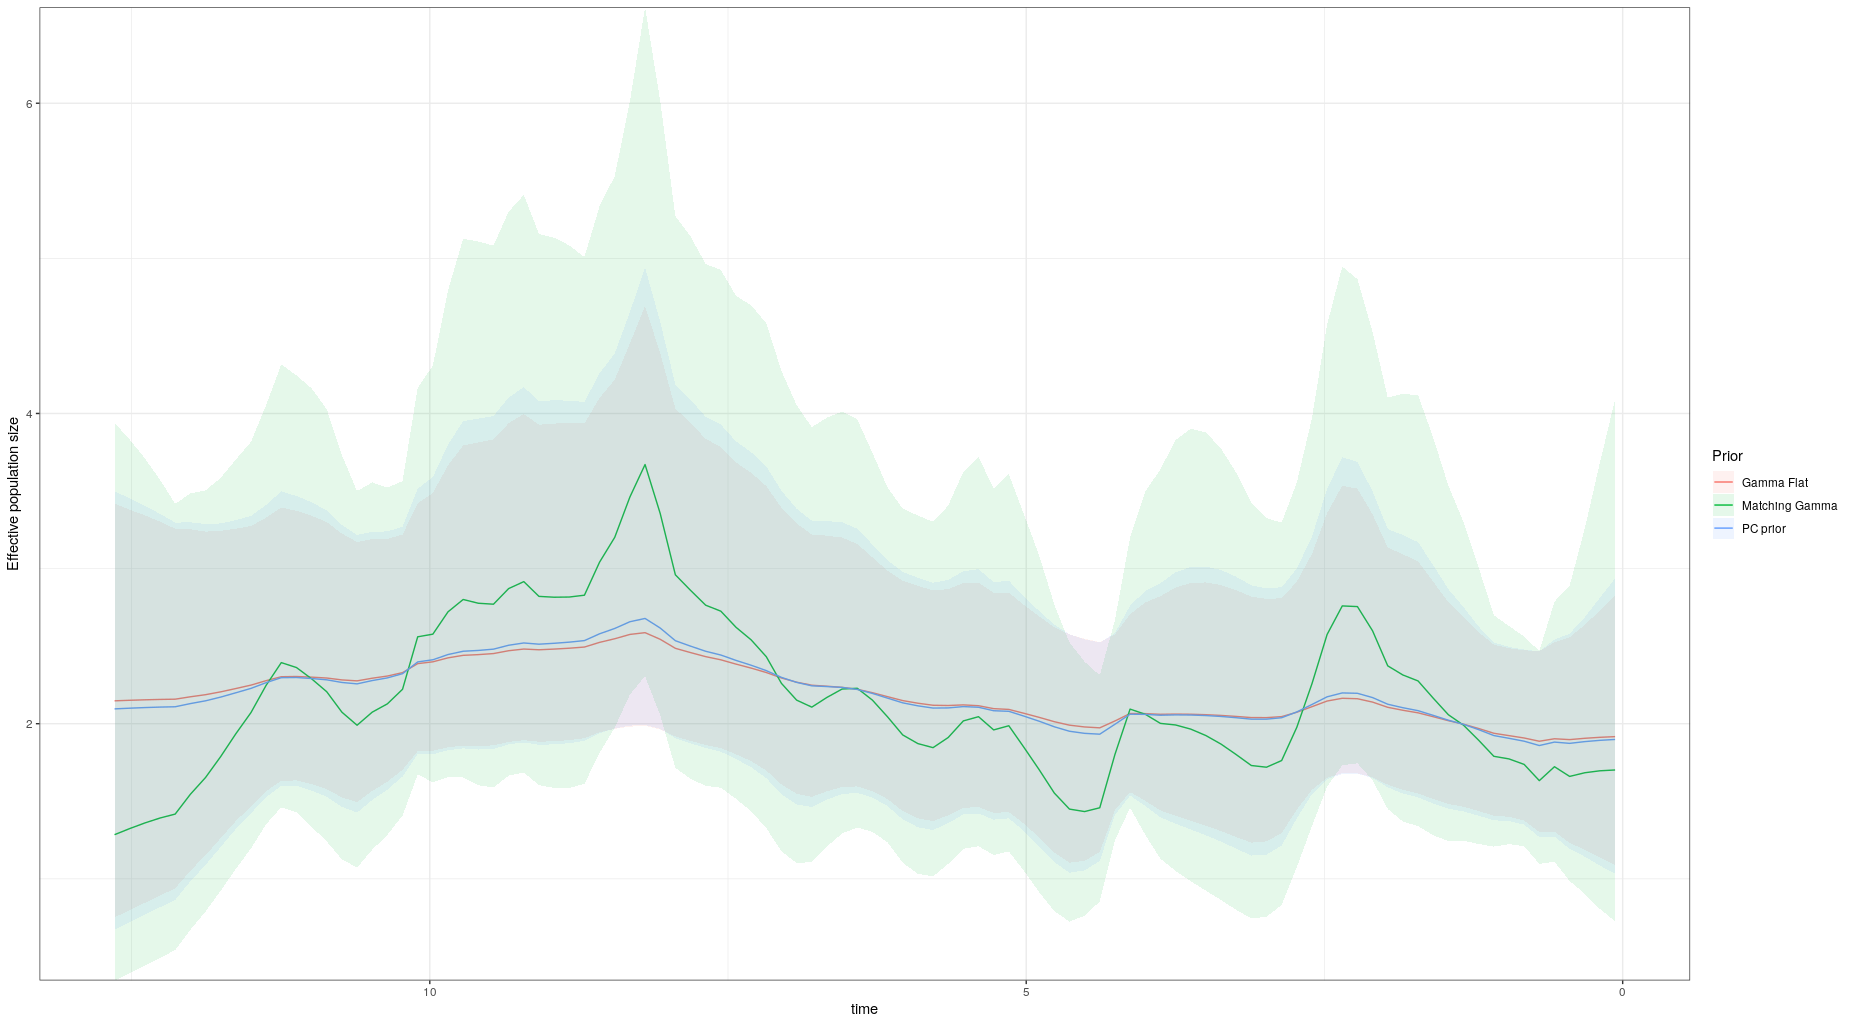 Effective population size
6
4
2
10
5
0
time
Prior
Gamma Flat
Matching Gamma
PC prior